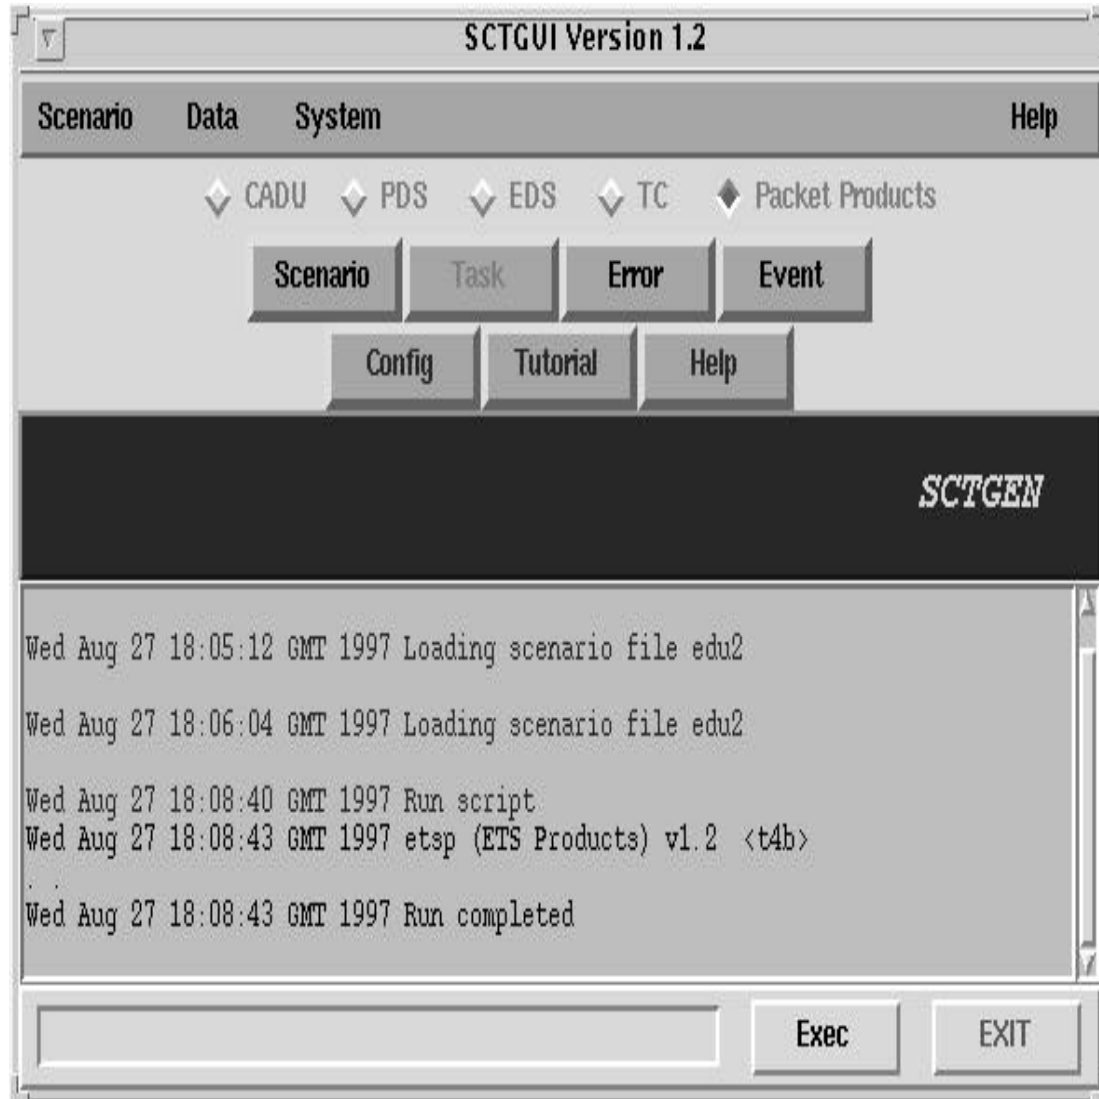 SCTGUI Version 1.2
Scenario Data System Help
CADU PDS EDS TC Packet Products
Scenario Task Error Event
Config Tutorial Help
SCTGEN
Wed Aug 27 18:05:12 GMT 1997 Loading scenario file edu2
Wed Aug 27 18:06:04 GMT 1997 Loading scenario file edu2
Wed Aug 27 18:08:40 GMT 1997 Run script
Wed Aug 27 18:08:43 GMT 1997 etsp (ETS Products) v1.2 <t4b>
. .
Wed Aug 27 18:08:43 GMT 1997 Run completed
Exec EXIT